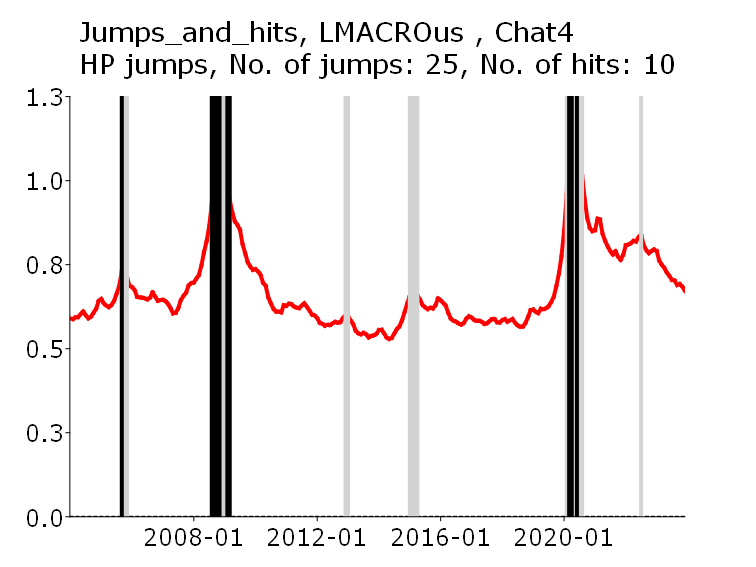 Jumps_and_hits, LMACROus , Chat4
HP jumps, No. of jumps: 25, No. of hits: 10
1.3
1.0
0.8
0.5
0.3
0.0
2008-01 2012-01 2016-01 2020-01